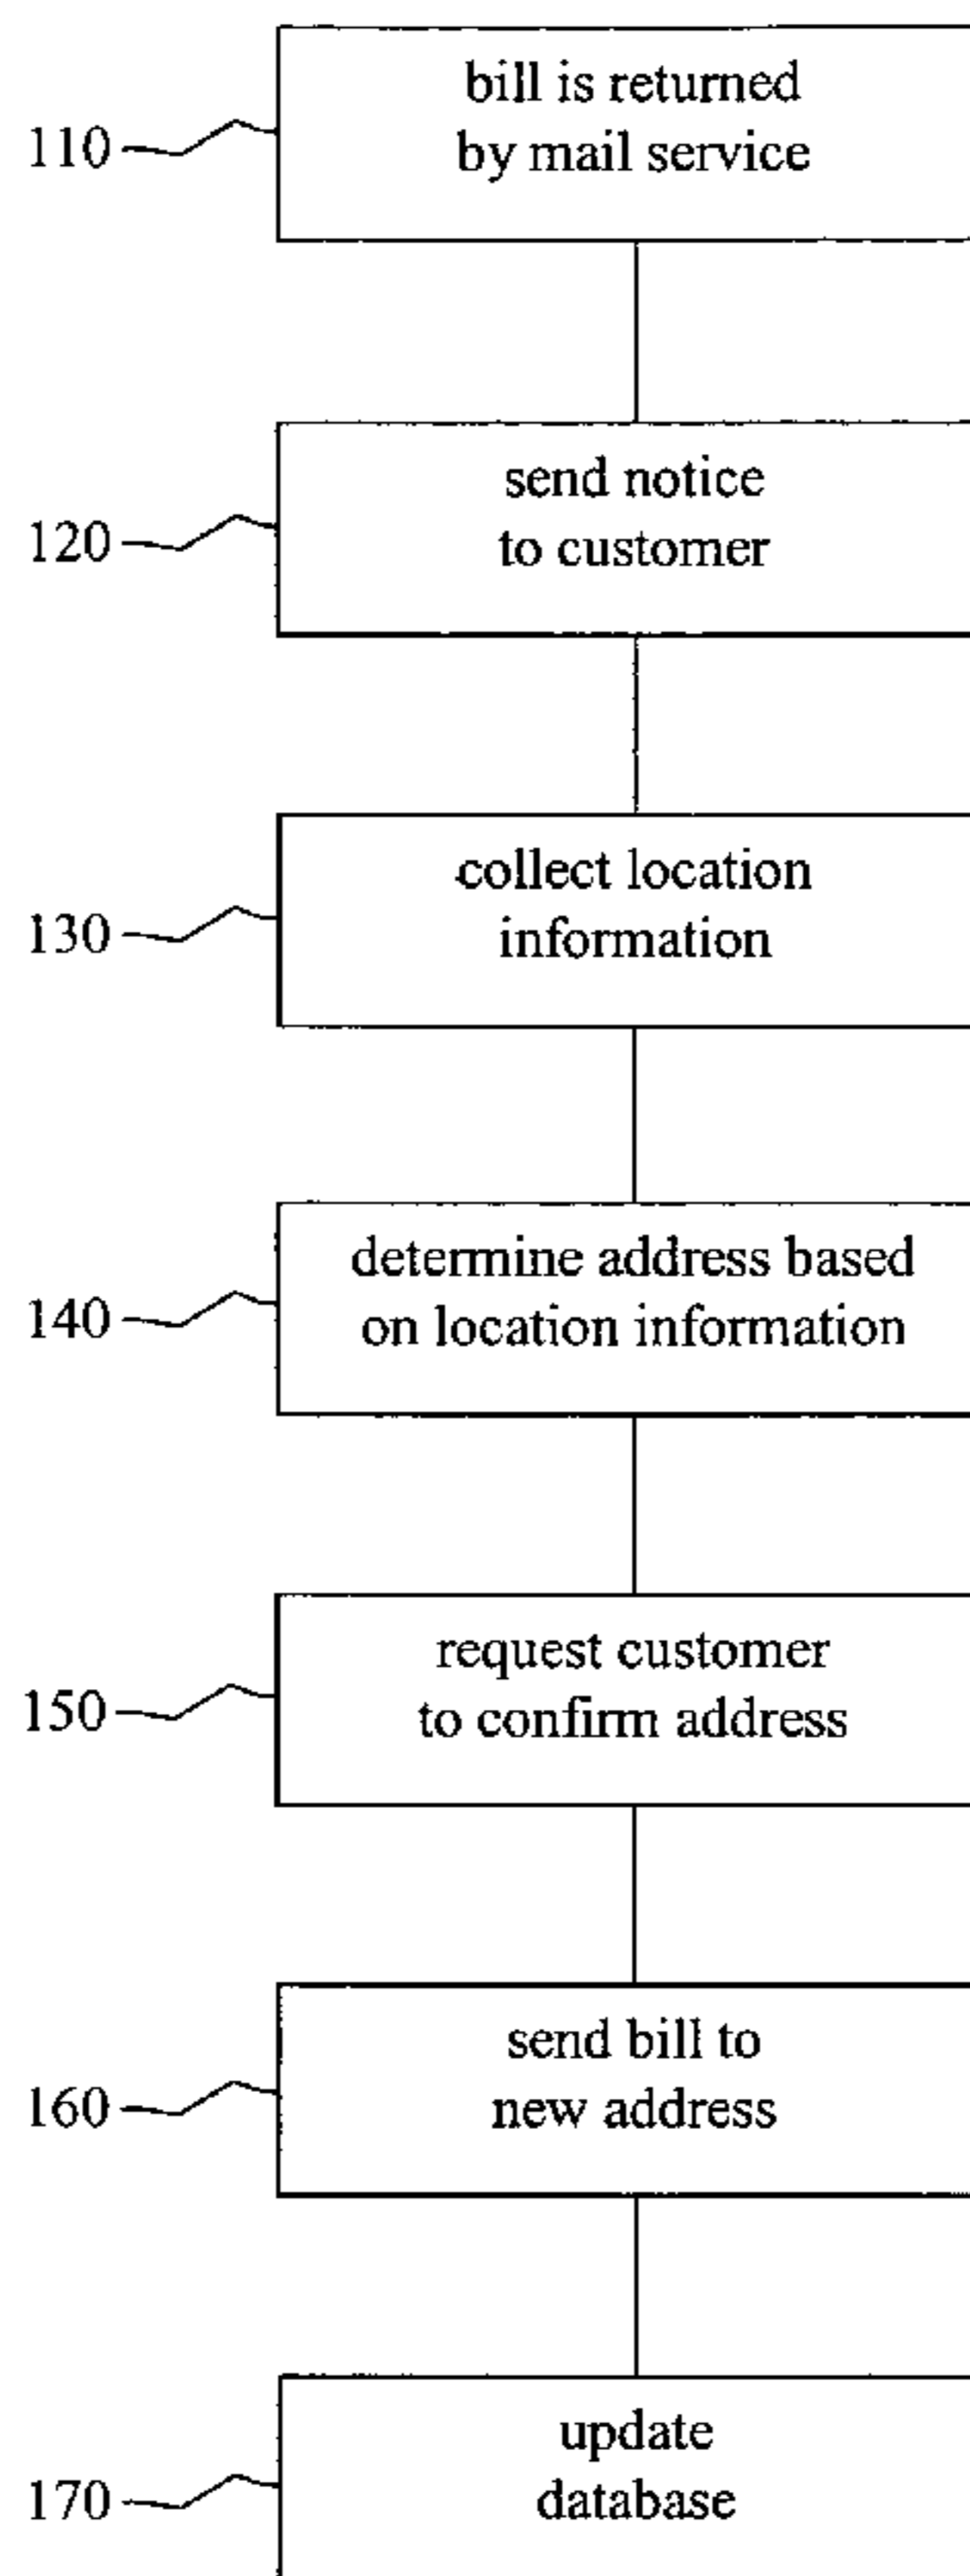 bill is returned
110
by mail service
send notice
120
to customer
collect location
130
information
determine address based
140
on location information
request customer
150
to confirm address
send bill to
160
new address
update
170
database